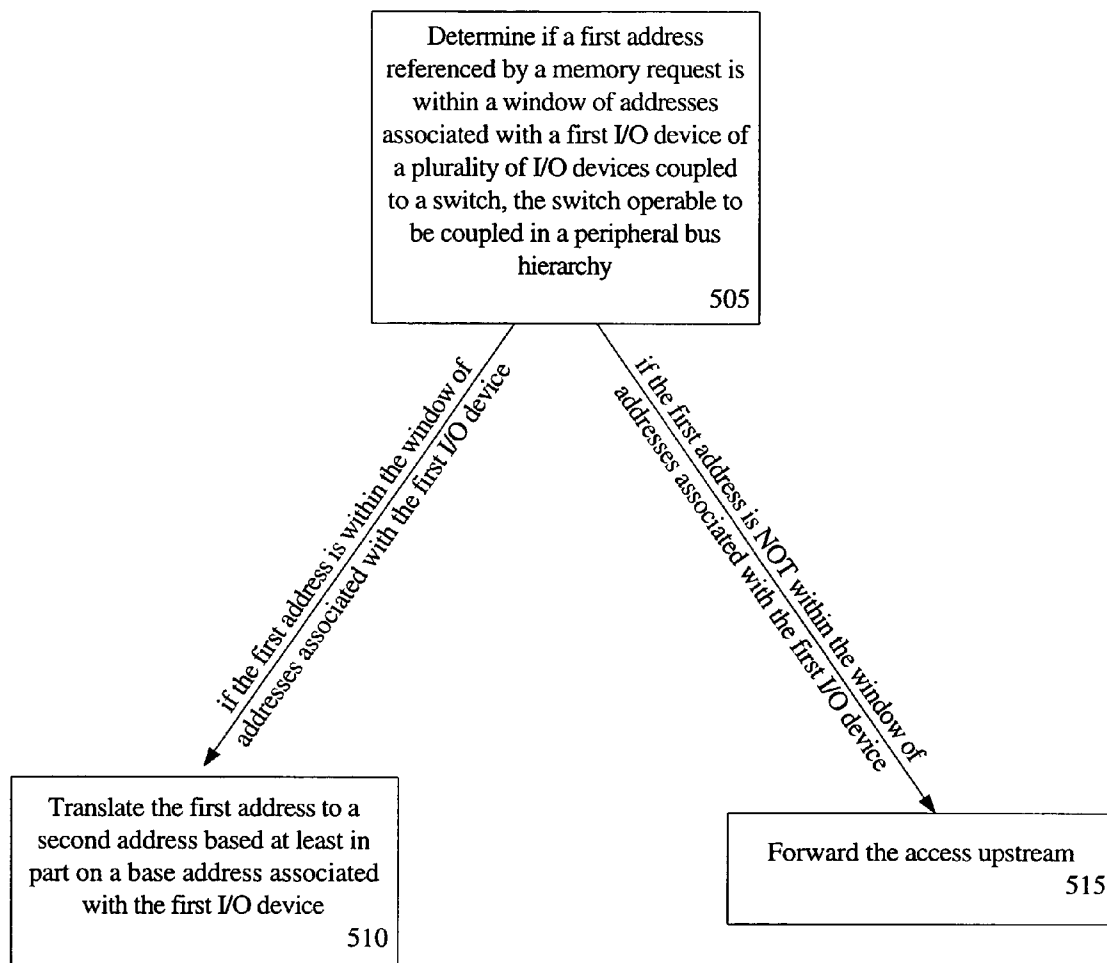 Determine if a first address
referenced by a memory request is
within a window of addresses
associated with a first I/O device of
a plurality of I/O devices coupled
to a switch, the switch operable to
be coupled in a peripheral bus
hierarchy
505
if the first address is within the window of
addresses associated with the first I/O device
if the first address is NOT within the window of
addresses associated with the first I/O device
Translate the first address to a
second address based at least in
part on a base address associated
with the first I/O device
510
Forward the access upstream
515